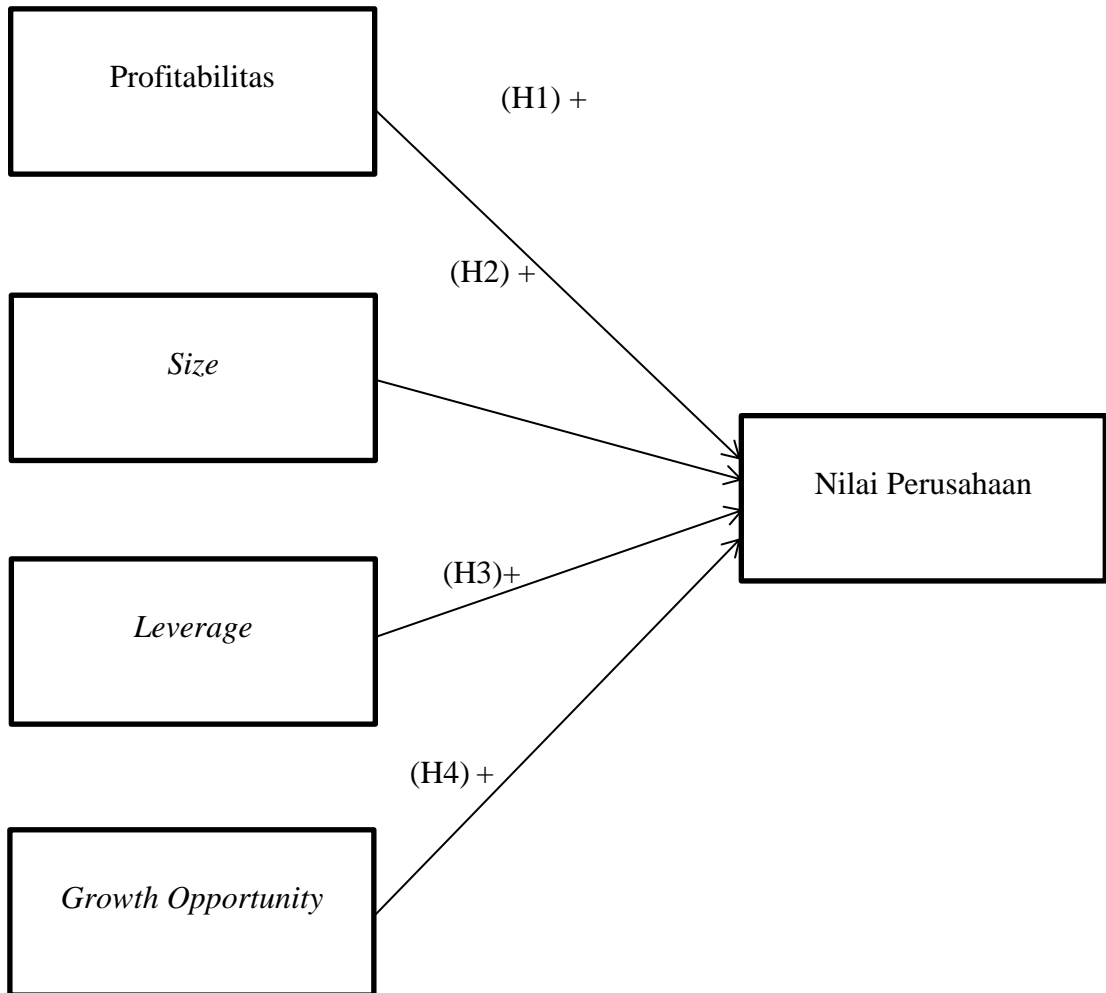 Profitabilitas
(H1) +
(H2) +
Size
Nilai Perusahaan
(H3)+
Leverage
(H4) +
Growth Opportunity